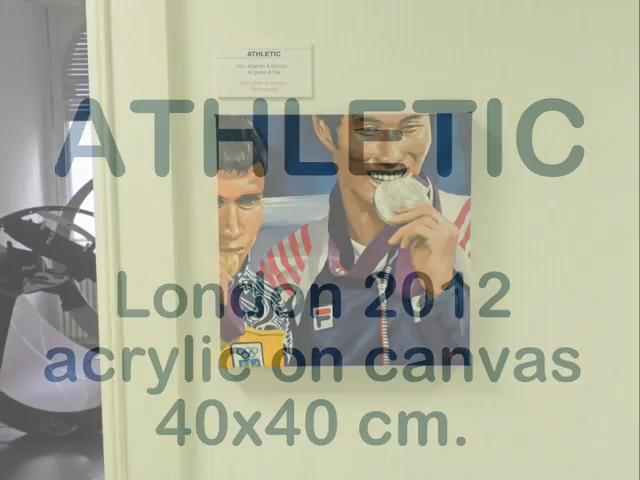 ATHLETIC
ATHLETIC
London 2012
acrylic on canvas
40x40 cm.